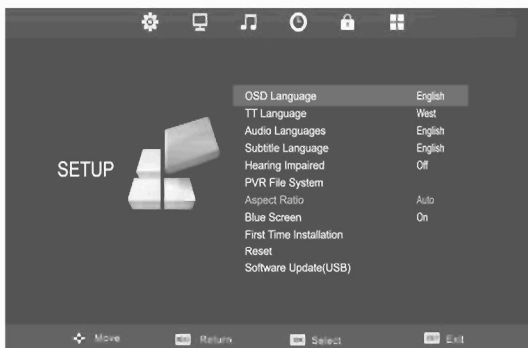 OSD Language English
TT Language West
Audio Languages English
Subtitle Language English
Hearing Impaired Off
SETUP
PVR File System
Aspect Ratio Auto
Blue Screen On
First Time Installation
Reset
Software Update(USB)
Move Return Select Exit